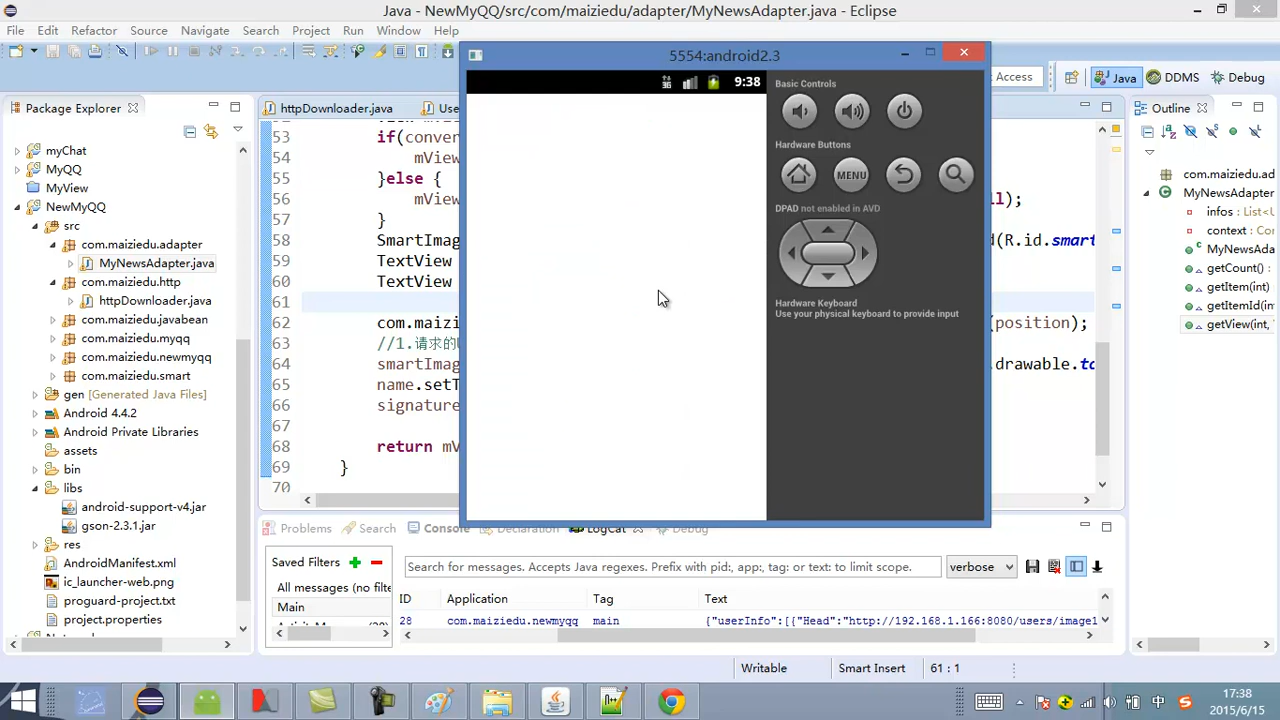 Java - NewMyQQ/src/com/maiziedu/adapter/MyNewsAdapter.java - Eclipse
File Edit Refactor Source Navigate Search Project Run Window Help
5554:android2.3
Access Java DDMS Debug
Package Explorer
httpDownloader.java
Outline
9:38
Basic Controls
Hardware Buttons
MENU
DPAD not enabled in AVD
Hardware Keyboard
Use your physical keyboard to provide input
myChat
MyQQ
MyView
NewMyQQ
src
com.maiziedu.adapter
MyNewsAdapter.java
com.maiziedu.http
httpDownloader.java
com.maiziedu.javabean
com.maiziedu.myqq
com.maiziedu.newmyqq
com.maiziedu.smart
gen [Generated Java Files]
Android 4.4.2
Android Private Libraries
assets
bin
libs
android-support-v4.jar
gson-2.3.1.jar
res
AndroidManifest.xml
ic_launcher-web.png
proguard-project.txt
project.properties
53 if(conver
54 mView
55 }else {
56 mView ll);
57 }
58 SmartImag d(R.id.smar
59 TextView
60 TextView
61
62 com.maizi (position);
63 //1.请求的
64 smartImag .drawable.to
65 name.setT
66 signature
67
68 return mV
69 }
70
com.maiziedu.ad
MyNewsAdapter
infos : List<
context : Co
MyNewsAda
getCount() :
getItem(int)
getItemId(int
getView(int,
Problems Search Console Declaration LogCat Debug
Saved Filters
All messages (no filte
Main
Search for messages. Accepts Java regexes. Prefix with pid:, app:, tag: or text: to limit scope.
verbose
ID Application Tag Text
28 com.maiziedu.newmyqq main {"userInfo":[{"Head":"http://192.168.1.166:8080/users/image1
Writable Smart Insert 61 : 1
中
17:38
2015/6/15